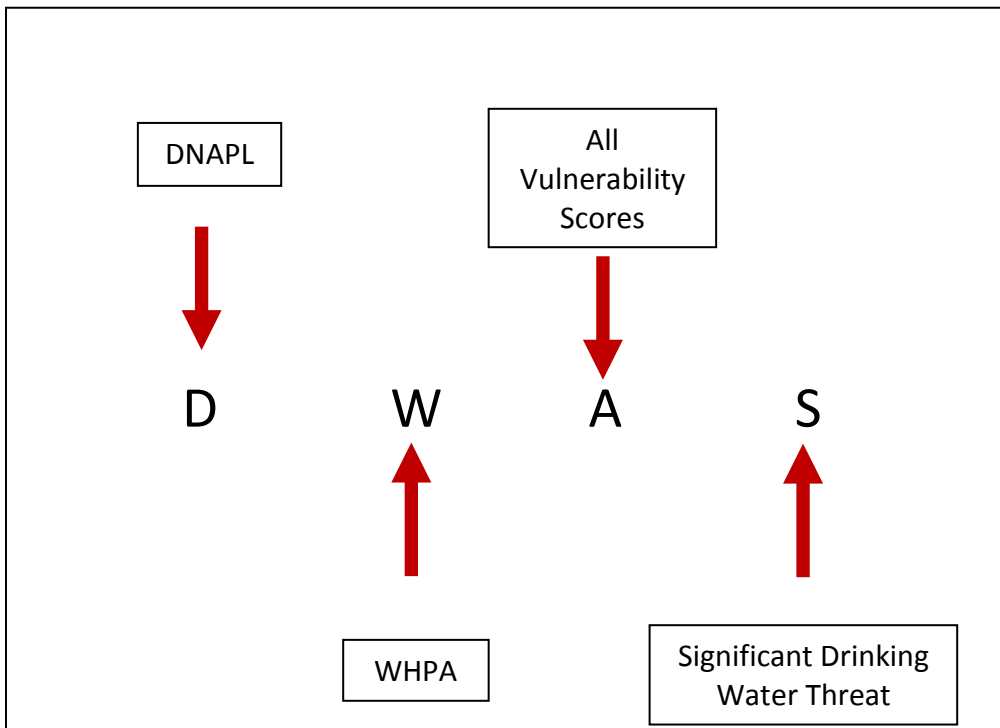 DNAPL
All
Vulnerability
Scores
D W A S
WHPA
Significant Drinking
Water Threat